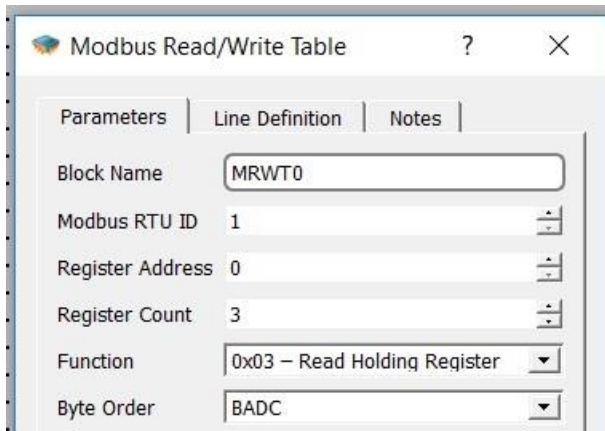 Modbus Read/Write Table ? ×
Parameters Line Definition Notes
Block Name MRWT0
Modbus RTU ID 1
Register Address 0
Register Count 3
Function 0x03 – Read Holding Register
Byte Order BADC